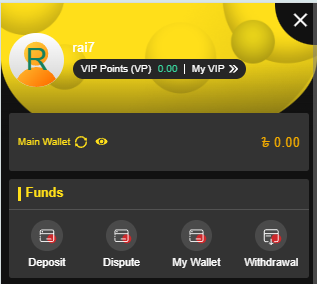 R
rai7
VIP Points (VP) 0.00 | My VIP »
Main Wallet
৳ 0.00
Funds
Deposit Dispute My Wallet Withdrawal